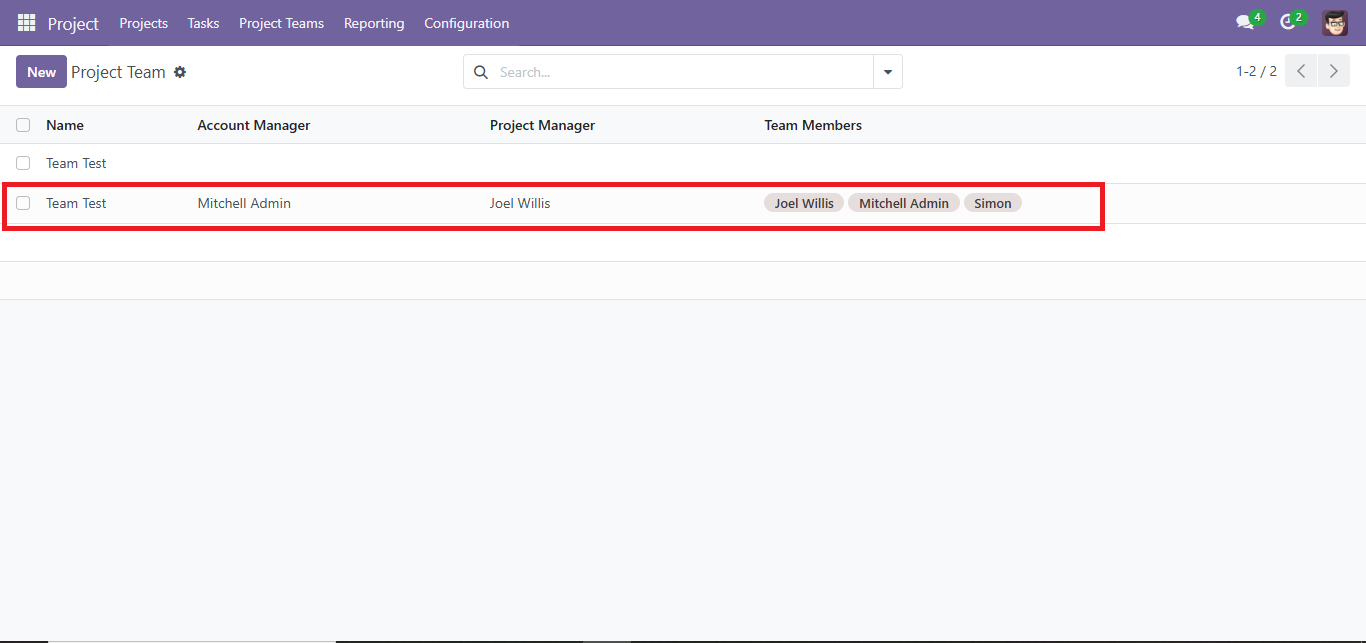 Project Projects Tasks Project Teams Reporting Configuration 4 2
New Project Team Search... 1-2 / 2
Name Account Manager Project Manager Team Members
Team Test
Team Test Mitchell Admin Joel Willis Joel Willis Mitchell Admin Simon